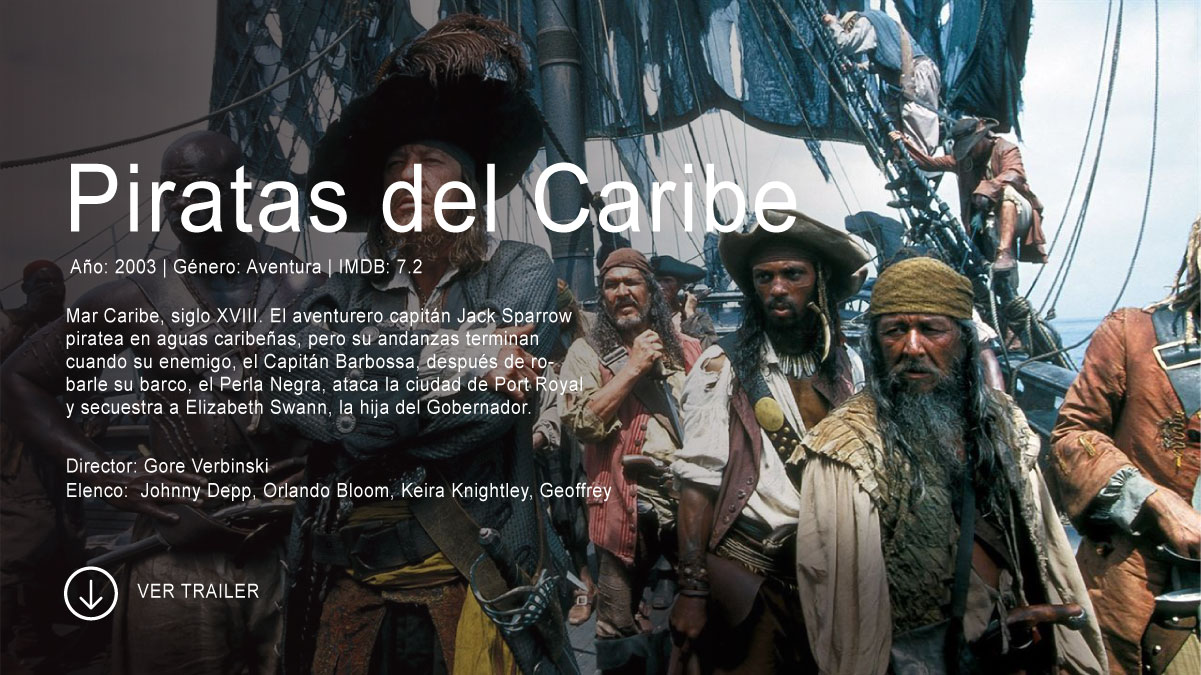 Piratas del Caribe
Año: 2003 | Género: Aventura | IMDB: 7.2
Mar Caribe, siglo XVIII. El aventurero capitán Jack Sparrow
piratea en aguas caribeñas, pero su andanzas terminan
cuando su enemigo, el Capitán Barbossa, después de ro-
barle su barco, el Perla Negra, ataca la ciudad de Port Royal
y secuestra a Elizabeth Swann, la hija del Gobernador.
Director: Gore Verbinski
Elenco:  Johnny Depp, Orlando Bloom, Keira Knightley, Geoffrey
VER TRAILER